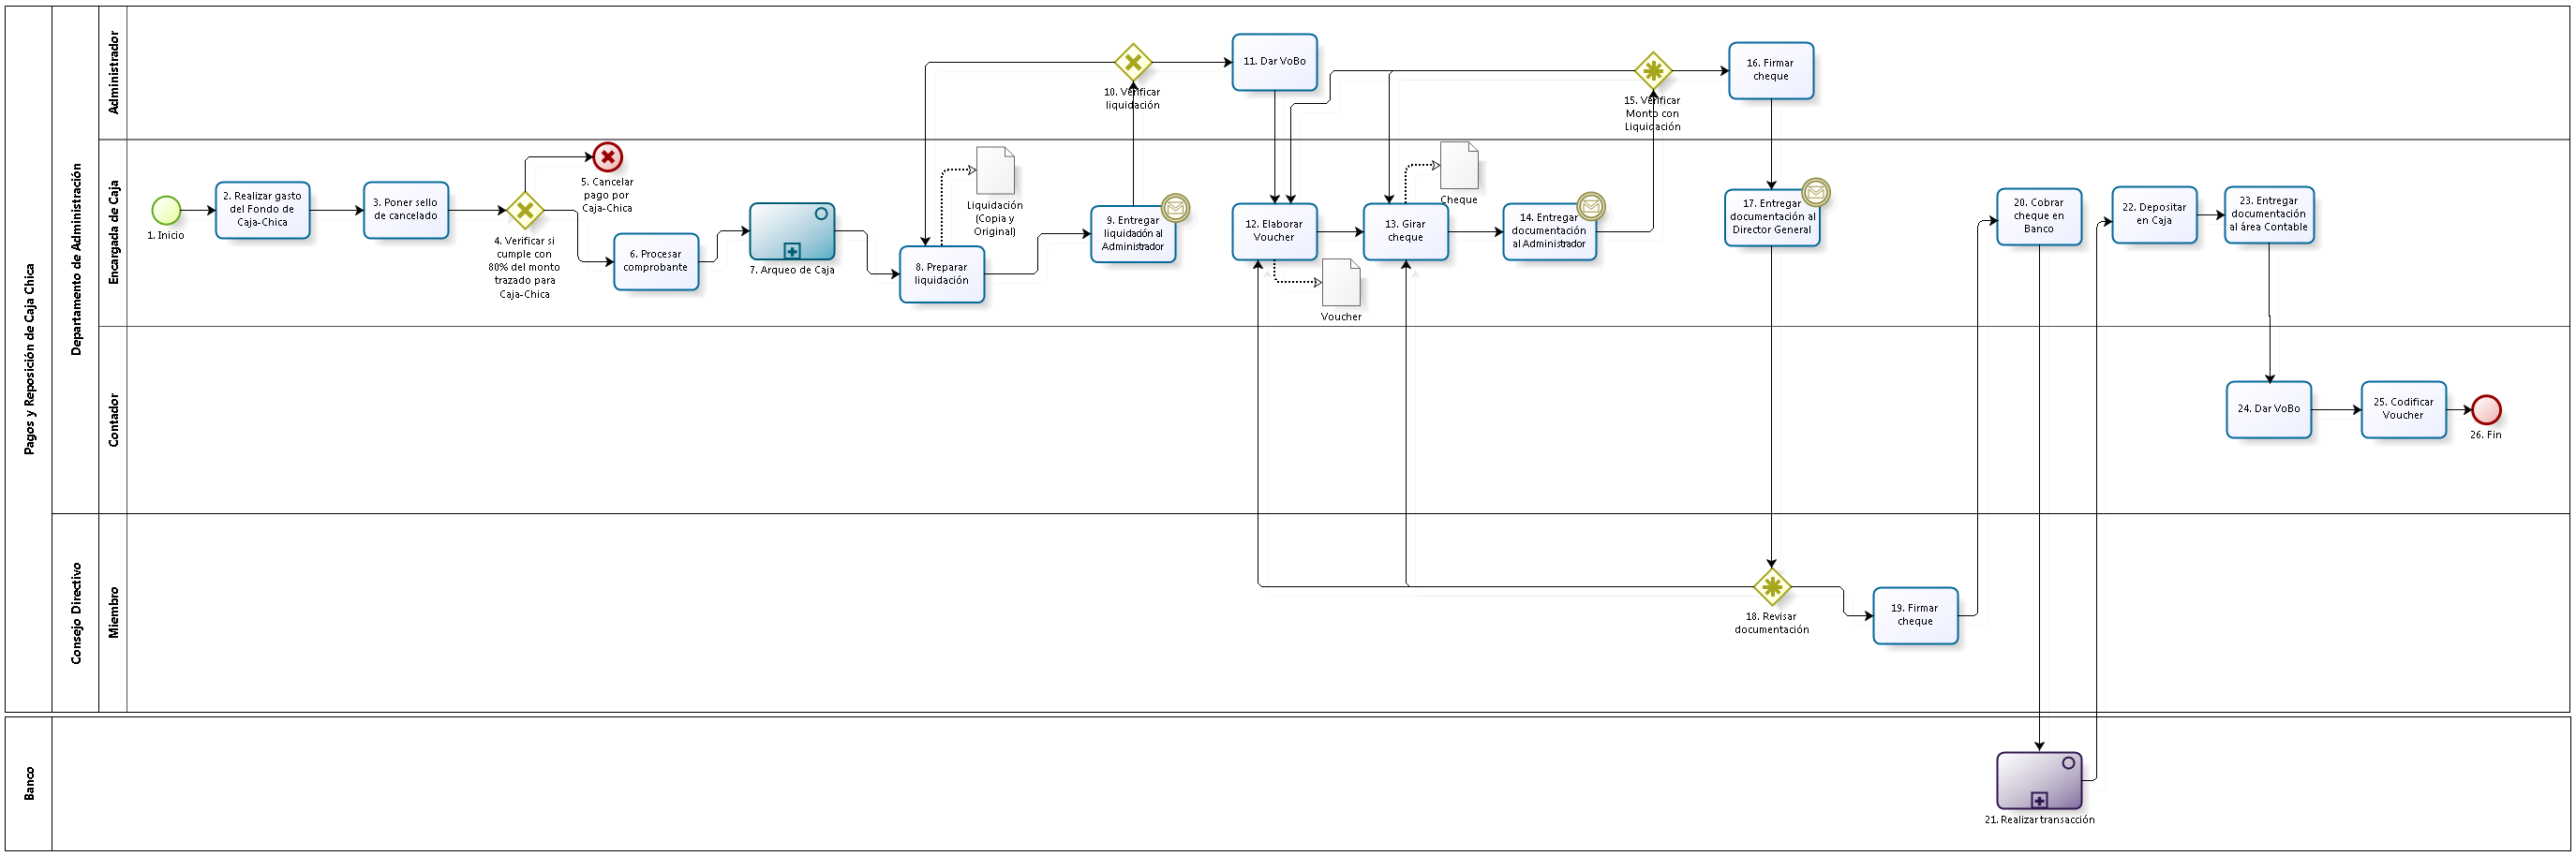 Pagos y Reposición de Caja Chica
Departamento de Administración
Administrador
10. Verificar
liquidación
11. Dar VoBo
15. Verificar
Monto con
Liquidación
16. Firmar
cheque
Encargada de Caja
1. Inicio
2. Realizar gasto
del Fondo de
Caja-Chica
3. Poner sello
de cancelado
4. Verificar si
cumple con
80% del monto
trazado para
Caja-Chica
5. Cancelar
pago por
Caja-Chica
6. Procesar
comprobante
7. Arqueo de Caja
8. Preparar
liquidación
Liquidación
(Copia y
Original)
9. Entregar
liquidación al
Administrador
12. Elaborar
Voucher
Voucher
13. Girar
cheque
Cheque
14. Entregar
documentación
al Administrador
17. Entregar
documentación al
Director General
20. Cobrar
cheque en
Banco
22. Depositar
en Caja
23. Entregar
documentación
al área Contable
Contador
24. Dar VoBo
25. Codificar
Voucher
26. Fin
Consejo Directivo
Miembro
18. Revisar
documentación
19. Firmar
cheque
Banco
21. Realizar transacción